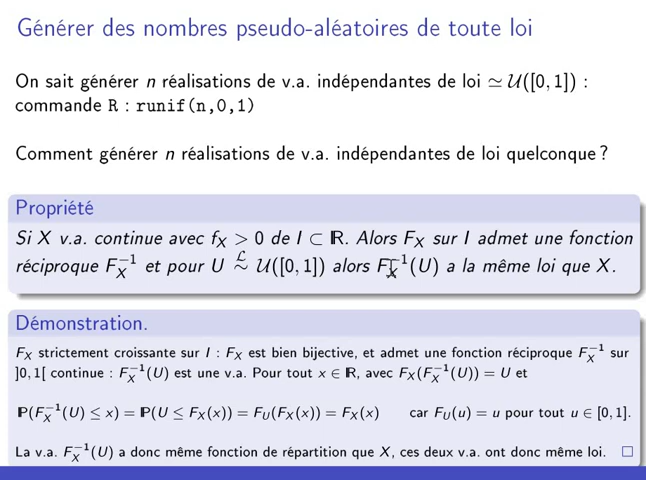 Générer des nombres pseudo-aléatoires de toute loi
On sait générer n réalisations de v.a. indépendantes de loi ≃ 𝒰([0, 1]) :
commande R : runif(n,0,1)
Comment générer n réalisations de v.a. indépendantes de loi quelconque ?
Propriété
Si X v.a. continue avec f_X > 0 de I ⊂ ℝ. Alors F_X sur I admet une fonction
réciproque F_X^{-1} et pour U \overset{ℒ}{∼} 𝒰([0, 1]) alors F_X^{-1}(U) a la même loi que X.
Démonstration.
F_X strictement croissante sur I : F_X est bien bijective, et admet une fonction réciproque F_X^{-1} sur
]0, 1[ continue : F_X^{-1}(U) est une v.a. Pour tout x ∈ ℝ, avec F_X(F_X^{-1}(U)) = U et
ℙ(F_X^{-1}(U) ≤ x) = ℙ(U ≤ F_X(x)) = F_U(F_X(x)) = F_X(x) car F_U(u) = u pour tout u ∈ [0, 1].
La v.a. F_X^{-1}(U) a donc même fonction de répartition que X, ces deux v.a. ont donc même loi. □